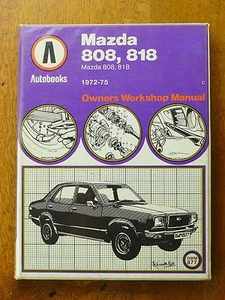 Mazda
808, 818
Mazda 808, 818
Autobooks
1972-75
c
Owners Workshop Manual